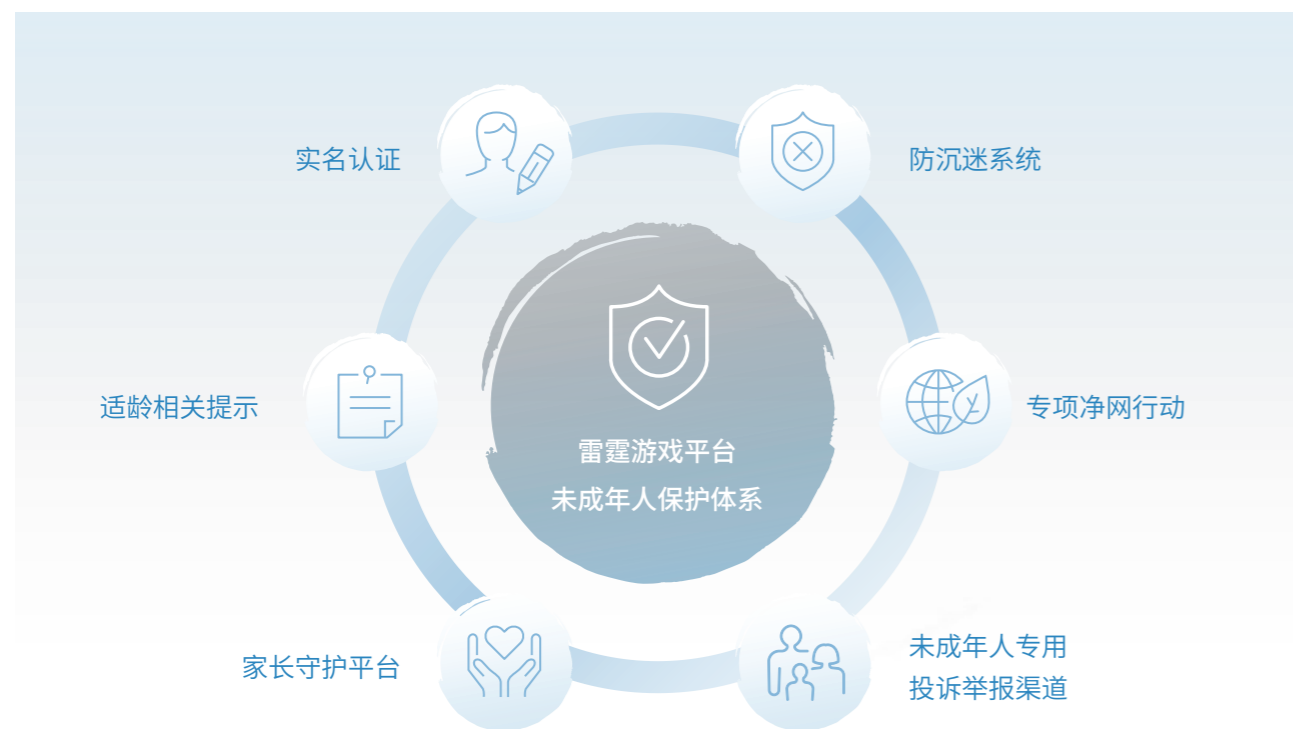 实名认证
防沉迷系统
适龄相关提示
专项净网行动
雷霆游戏平台
未成年人保护体系
家长守护平台
未成年人专用
投诉举报渠道